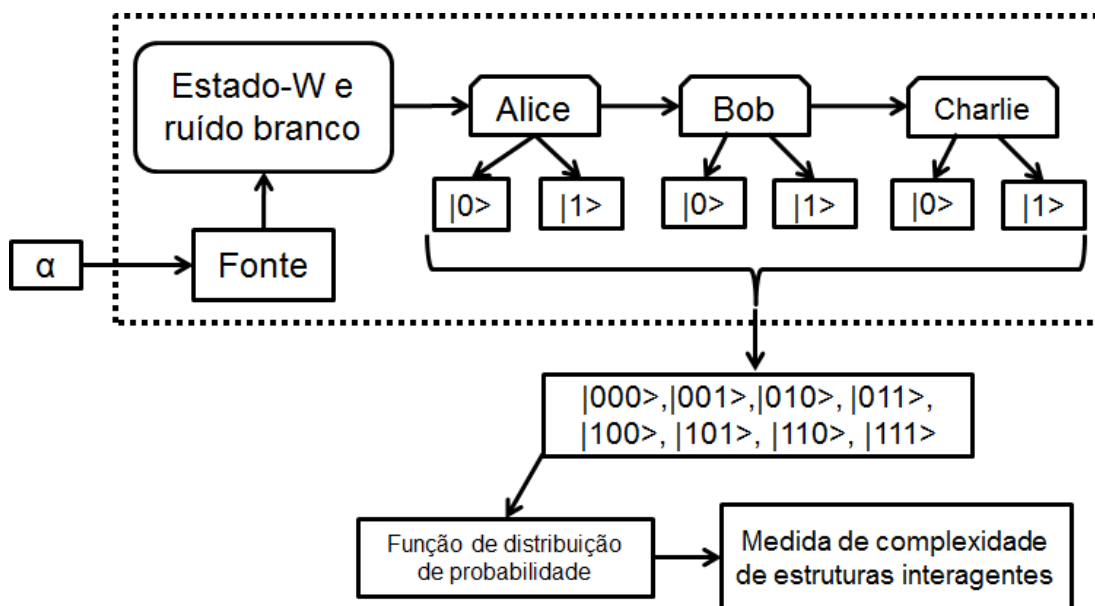 Estado-W e
ruído branco
Alice
Bob
Charlie
|0>
|1>
|0>
|1>
|0>
|1>
α
Fonte
|000>,|001>,|010>, |011>,
|100>, |101>, |110>, |111>
Função de distribuição
de probabilidade
Medida de complexidade
de estruturas interagentes